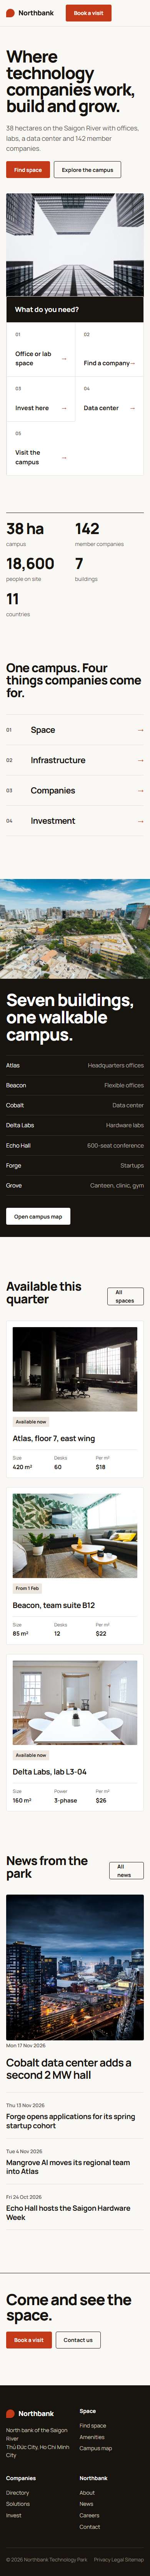 Northbank
Book a visit
Where
technology
companies work,
build and grow.
38 hectares on the Saigon River with offices,
labs, a data center and 142 member
companies.
Find space
Explore the campus
What do you need?
01
Office or lab
space
→
02
Find a company→
03
Invest here
→
04
Data center
→
05
Visit the
campus
→
38 ha
campus
142
member companies
18,600
people on site
7
buildings
11
countries
One campus. Four
things companies come
for.
01 Space →
02 Infrastructure →
03 Companies →
04 Investment →
Seven buildings,
one walkable
campus.
Atlas Headquarters offices
Beacon Flexible offices
Cobalt Data center
Delta Labs Hardware labs
Echo Hall 600-seat conference
Forge Startups
Grove Canteen, clinic, gym
Open campus map
Available this
quarter
All
spaces
Available now
Atlas, floor 7, east wing
Size Desks Per m²
420 m² 60 $18
From 1 Feb
Beacon, team suite B12
Size Desks Per m²
85 m² 12 $22
Available now
Delta Labs, lab L3-04
Size Power Per m²
160 m² 3-phase $26
News from the
park
All
news
Mon 17 Nov 2026
Cobalt data center adds a
second 2 MW hall
Thu 13 Nov 2026
Forge opens applications for its spring
startup cohort
Tue 4 Nov 2026
Mangrove AI moves its regional team
into Atlas
Fri 24 Oct 2026
Echo Hall hosts the Saigon Hardware
Week
Come and see the
space.
Book a visit
Contact us
Northbank
North bank of the Saigon
River
Thủ Đức City, Ho Chi Minh
City
Space
Find space
Amenities
Campus map
Companies
Directory
Solutions
Invest
Northbank
About
News
Careers
Contact
© 2026 Northbank Technology Park Privacy Legal Sitemap